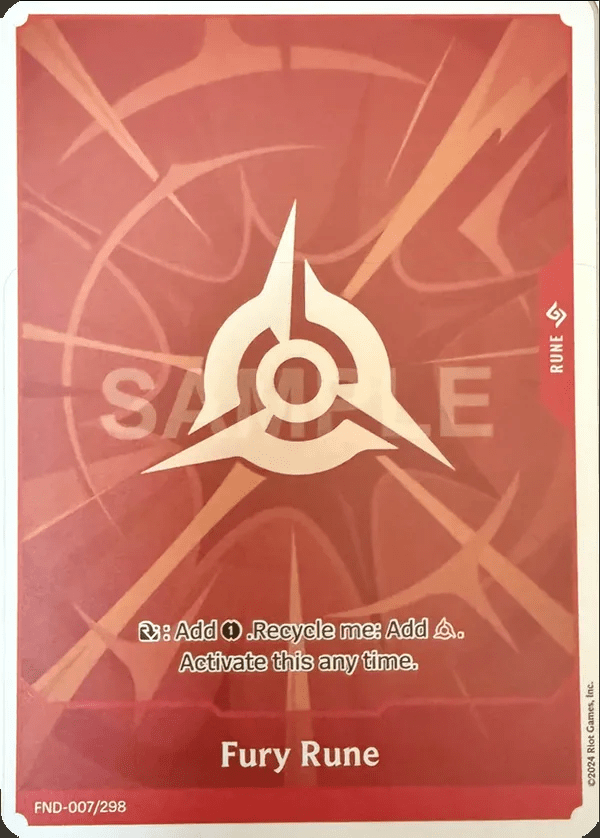 SAMPLE
RUNE
: Add 1 .Recycle me: Add .
Activate this any time.
Fury Rune
FND-007/298
©2024 Riot Games, Inc.